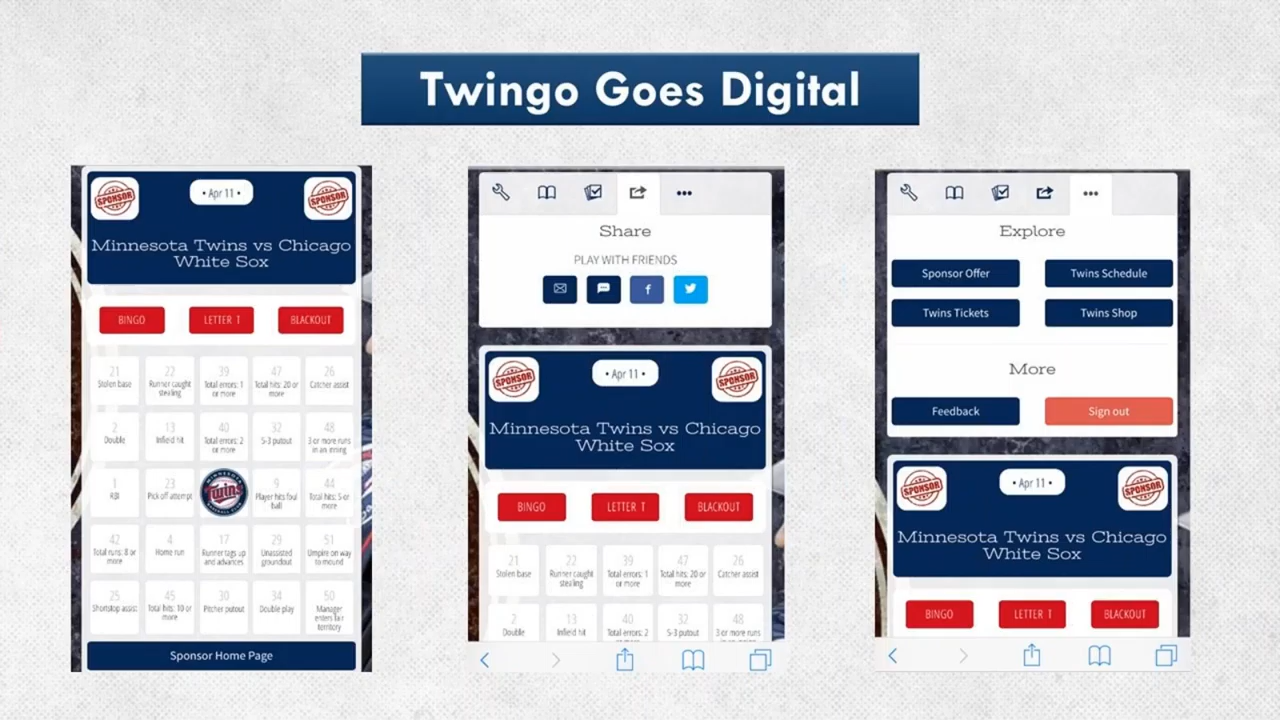 Twingo Goes Digital
SPONSOR
• Apr 11 •
SPONSOR
Minnesota Twins vs Chicago
White Sox
BINGO
LETTER T
BLACKOUT
21
Stolen base
22
Runner caught
stealing
39
Total errors: 1
or more
47
Total hits: 20 or
more
26
Catcher assist
2
Double
13
Infield hit
40
Total errors: 2
or more
32
5-3 putout
48
3 or more runs
in an inning
1
RBI
23
Pick off attempt
MINNESOTA
Twins
BASEBALL CLUB
9
Player hits foul
ball
44
Total hits: 5 or
more
42
Total runs: 8 or
more
4
Home run
17
Runner tags up
and advances
29
Unassisted
groundout
51
Umpire on way
to mound
25
Shortstop assist
45
Total hits: 10 or
more
30
Pitcher putout
34
Double play
50
Manager
enters fair
territory
Sponsor Home Page
Share
PLAY WITH FRIENDS
f
SPONSOR
• Apr 11 •
SPONSOR
Minnesota Twins vs Chicago
White Sox
BINGO
LETTER T
BLACKOUT
21
Stolen base
22
Runner caught
stealing
39
Total errors: 1
or more
47
Total hits: 20 or
more
26
Catcher assist
2
Double
13
Infield hit
40
Total errors: 2
32
5-3 putout
48
3 or more runs
Explore
Sponsor Offer
Twins Schedule
Twins Tickets
Twins Shop
More
Feedback
Sign out
SPONSOR
• Apr 11 •
SPONSOR
Minnesota Twins vs Chicago
White Sox
BINGO
LETTER T
BLACKOUT